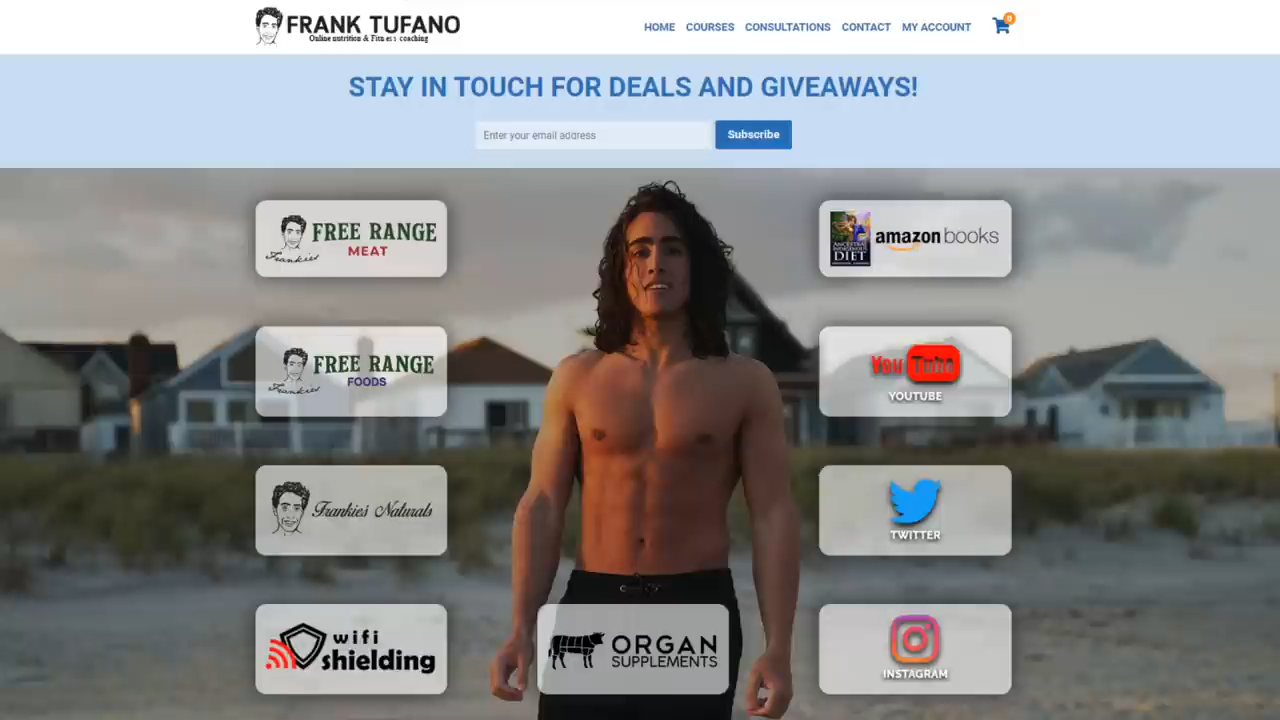 FRANK TUFANO
Online nutrition & Fitness coaching
HOME COURSES CONSULTATIONS CONTACT MY ACCOUNT
0
STAY IN TOUCH FOR DEALS AND GIVEAWAYS!
Enter your email address
Subscribe
Frankies FREE RANGE
MEAT
ANCESTRAL
INDIGENOUS
DIET
amazon books
Frankies FREE RANGE
FOODS
YouTube
YOUTUBE
Frankie's Naturals
TWITTER
wifi
shielding
ORGAN
SUPPLEMENTS
INSTAGRAM